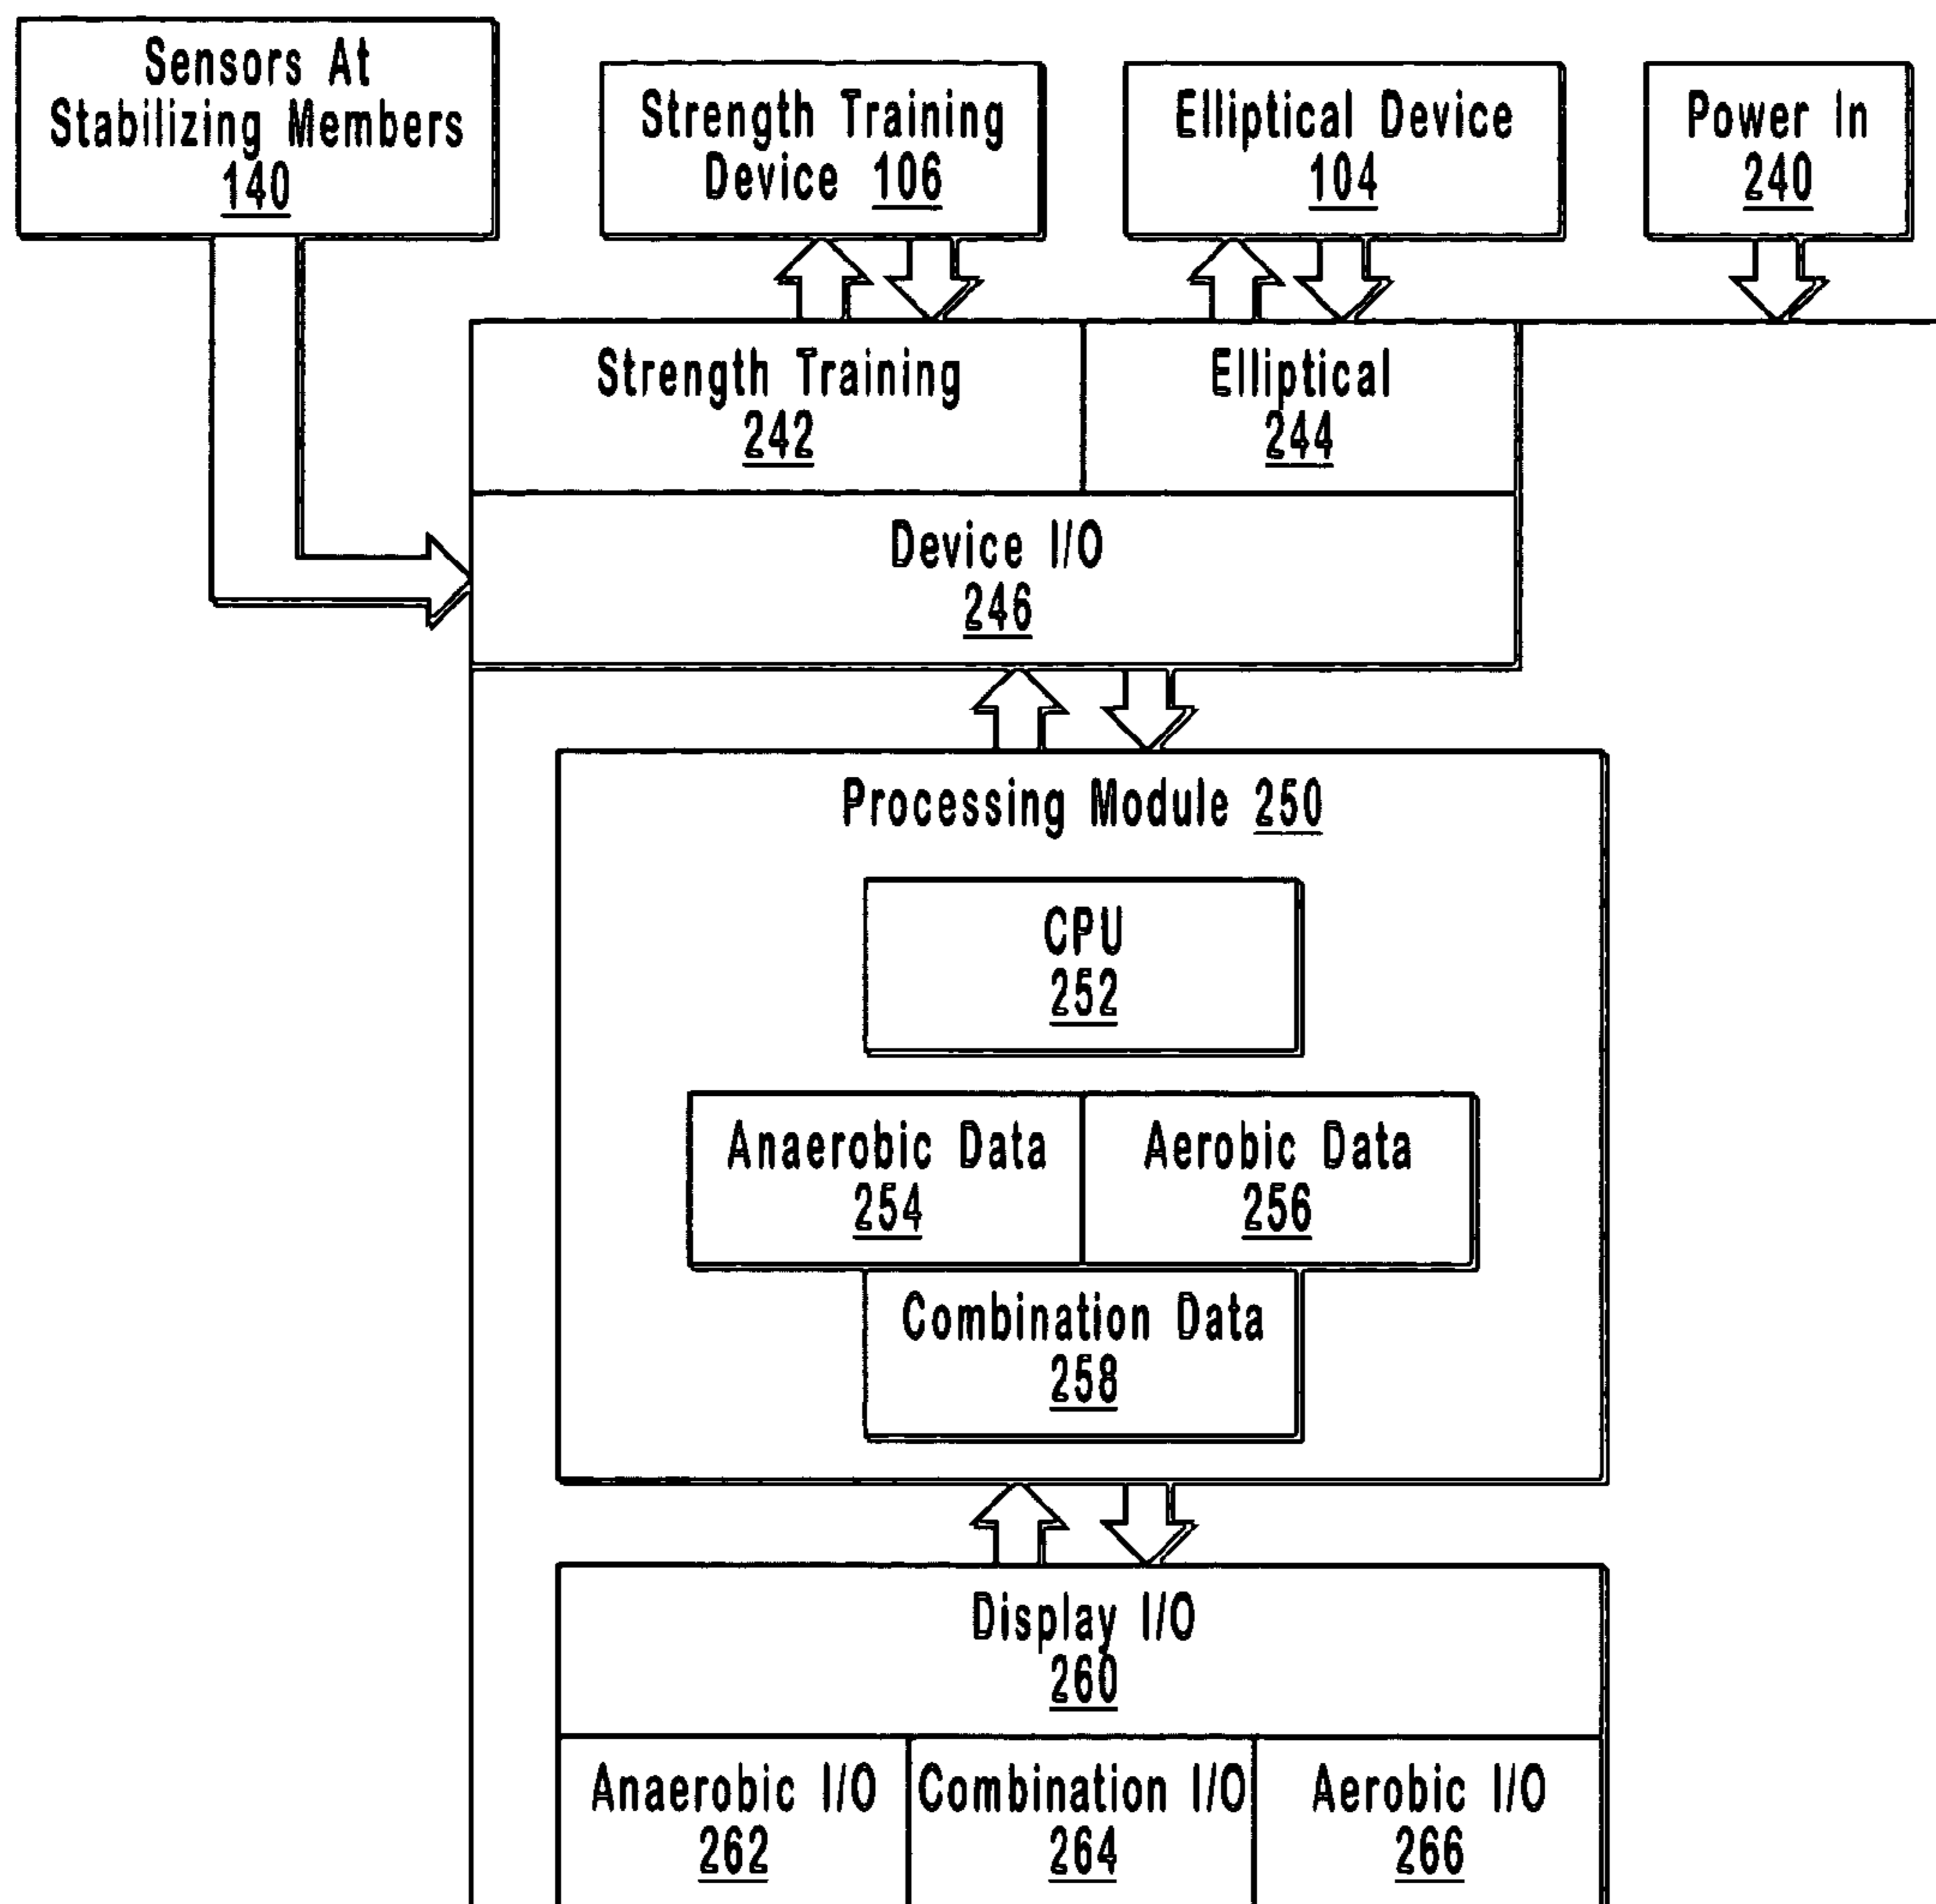 Sensors At
Stabilizing Members
140
Strength Training
Device 106
Elliptical Device
104
Power In
240
Strength Training
242
Elliptical
244
Device I/O
246
Processing Module 250
CPU
252
Anaerobic Data
254
Aerobic Data
256
Combination Data
258
Display I/O
260
Anaerobic I/O
262
Combination I/O
264
Aerobic I/O
266